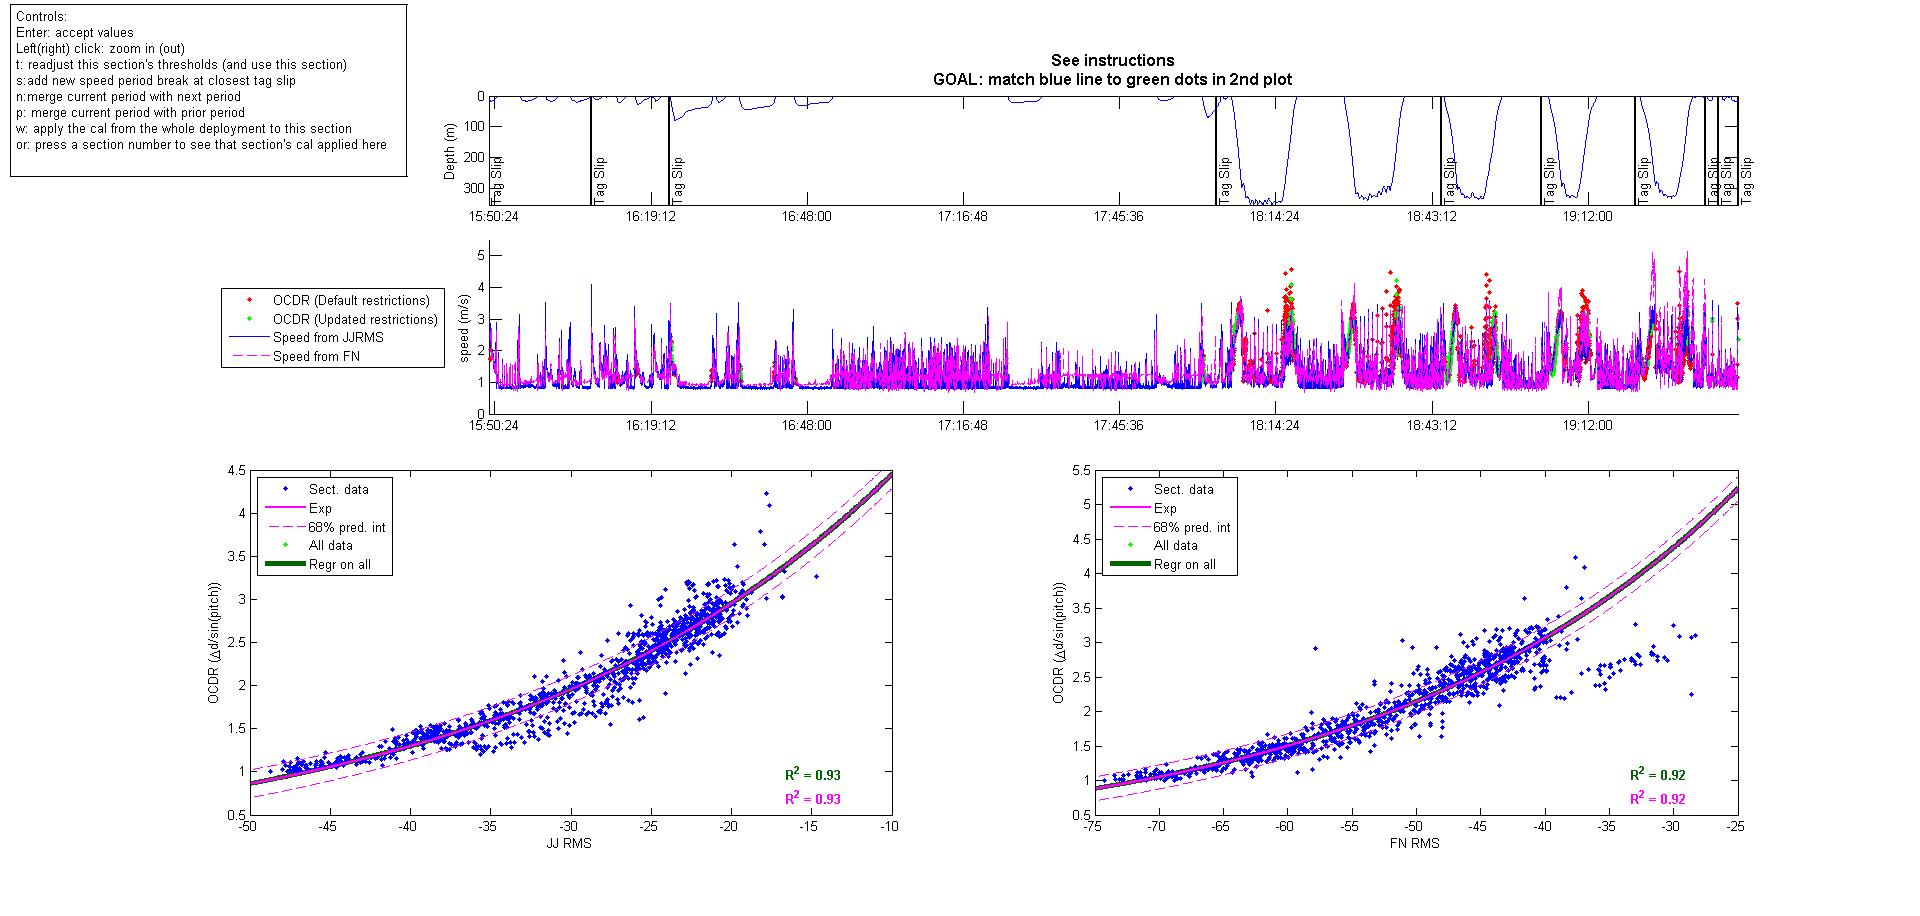 Controls:
Enter: accept values
Left(right) click: zoom in (out)
t: readjust this section's thresholds (and use this section)
s:add new speed period break at closest tag slip
n:merge current period with next period
p: merge current period with prior period
w: apply the cal from the whole deployment to this section
or: press a section number to see that section's cal applied here
See instructions
GOAL: match blue line to green dots in 2nd plot
Depth (m)
0
100
200
300
Tag Slip
Tag Slip
Tag Slip
Tag Slip
Tag Slip
Tag Slip
Tag Slip
Tag Slip
Tag Slip
Tag Slip
15:50:24 16:19:12 16:48:00 17:16:48 17:45:36 18:14:24 18:43:12 19:12:00
OCDR (Default restrictions)
OCDR (Updated restrictions)
Speed from JJRMS
Speed from FN
speed (m/s)
5
4
3
2
1
0
15:50:24 16:19:12 16:48:00 17:16:48 17:45:36 18:14:24 18:43:12 19:12:00
OCDR (Δd/sin(pitch))
4.5
4
3.5
3
2.5
2
1.5
1
0.5
Sect. data
Exp
68% pred. int
All data
Regr on all
R² = 0.93
R² = 0.93
-50 -45 -40 -35 -30 -25 -20 -15 -10
JJ RMS
OCDR (Δd/sin(pitch))
5.5
5
4.5
4
3.5
3
2.5
2
1.5
1
0.5
Sect. data
Exp
68% pred. int
All data
Regr on all
R² = 0.92
R² = 0.92
-75 -70 -65 -60 -55 -50 -45 -40 -35 -30 -25
FN RMS